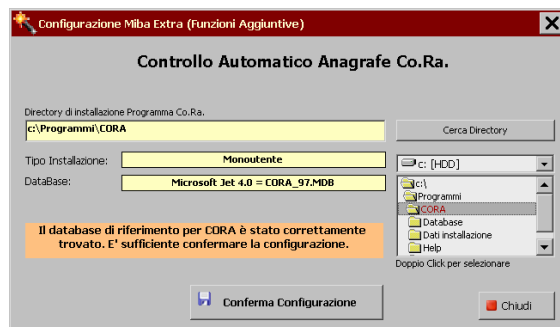 Configurazione Miba Extra (Funzioni Aggiuntive)
Controllo Automatico Anagrafe Co.Ra.
Directory di installazione Programma Co.Ra.
c:\Programmi\CORA
Cerca Directory
Tipo Installazione:
Monoutente
c: [HDD]
DataBase:
Microsoft Jet 4.0 = CORA_97.MDB
c:\
Programmi
CORA
Database
Dati installazione
Help
Il database di riferimento per CORA è stato correttamente
trovato. E' sufficiente confermare la configurazione.
Doppio Click per selezionare
Conferma Configurazione
Chiudi